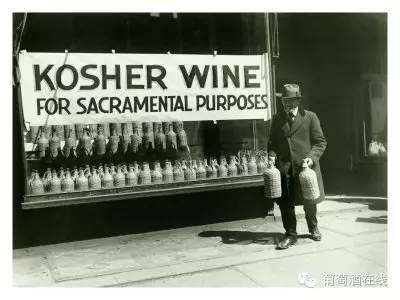 KOSHER WINE
FOR SACRAMENTAL PURPOSES
葡萄酒在线